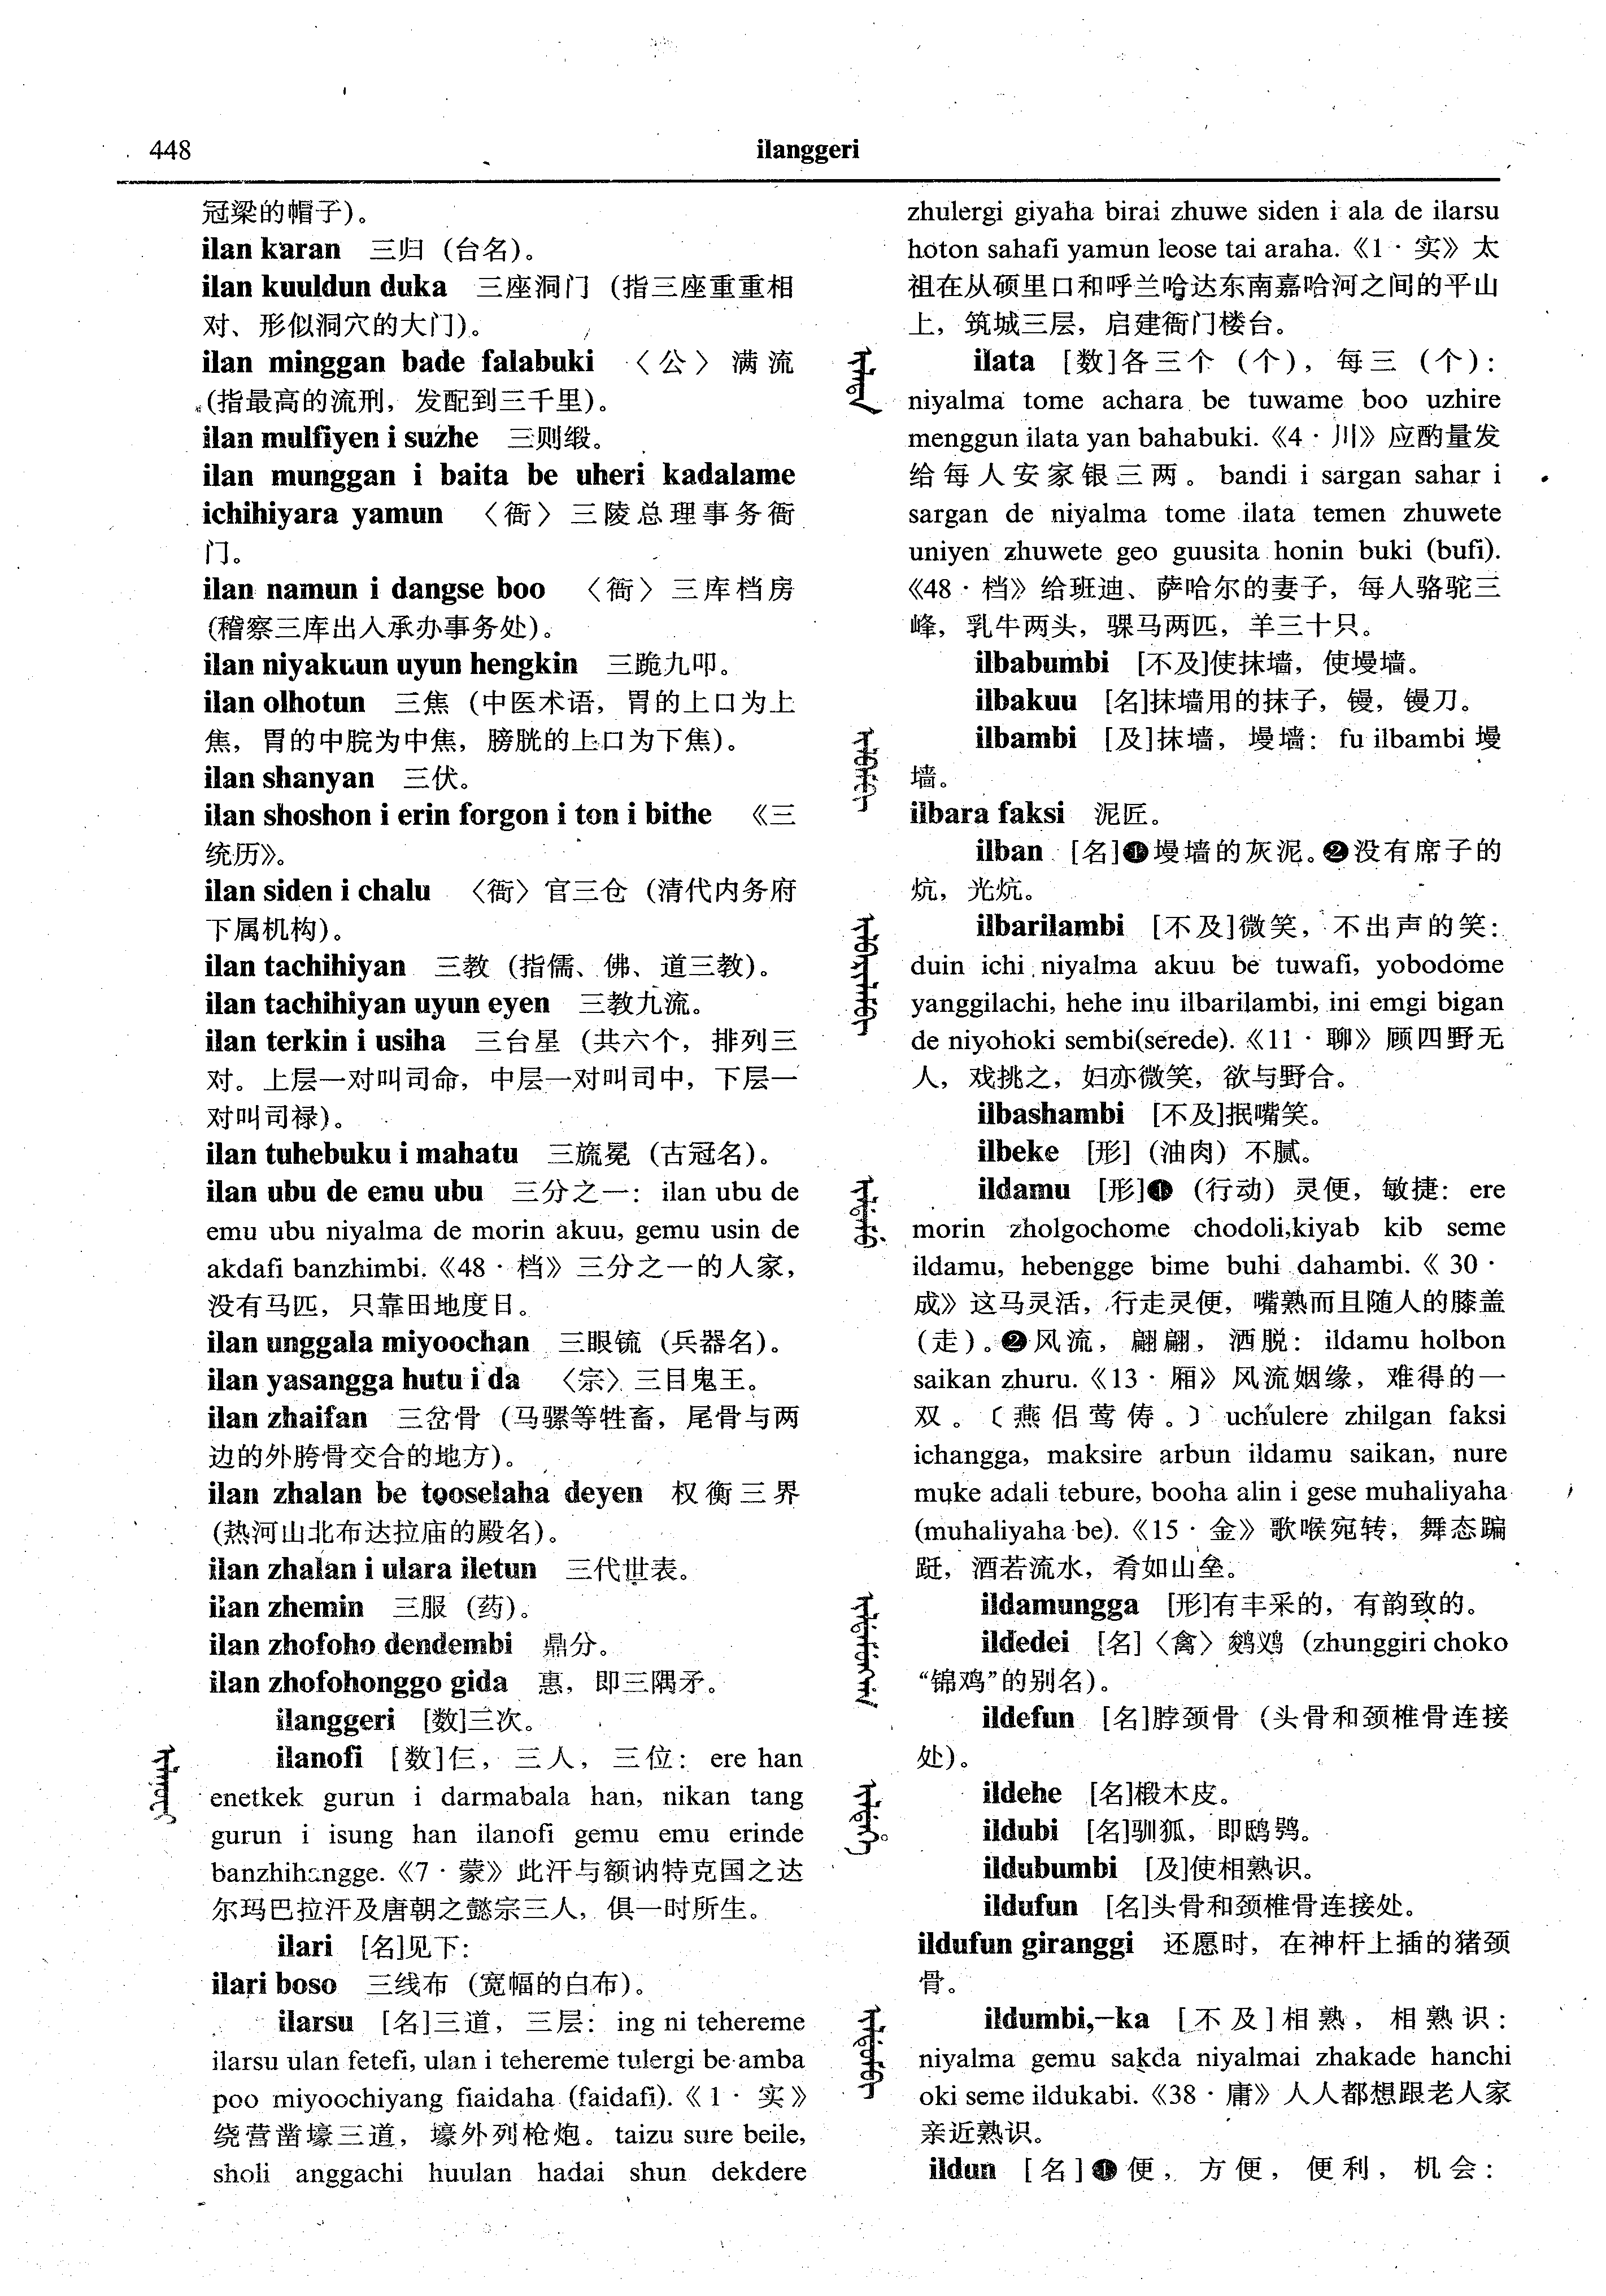 448
ilanggeri
冠梁的帽子)。
ilan karan 三归 (台名)。
ilan kuuldun duka 三座洞门 (指三座重重相
对、形似洞穴的大门)。
ilan minggan bade falabuki 〈公〉 满流
(指最高的流刑，发配到三千里)。
ilan mulfiyen i suzhe 三则缎。
ilan munggan i baita be uheri kadalame
ichihiyara yamun 〈衙〉三陵总理事务衙
门。
ilan namun i dangse boo 〈衙〉三库档房
(稽察三库出入承办事务处)。
ilan niyakuun uyun hengkin 三跪九叩。
ilan olhotun 三焦 (中医术语，胃的上口为上
焦，胃的中脘为中焦，膀胱的上口为下焦)。
ilan shanyan 三伏。
ilan shoshon i erin forgon i ton i bithe 《三
统历》。
ilan siden i chalu 〈衙〉官三仓 (清代内务府
下属机构)。
ilan tachihiyan 三教 (指儒、佛、道三教)。
ilan tachihiyan uyun eyen 三教九流。
ilan terkin i usiha 三台星 (共六个，排列三
对。上层一对叫司命，中层一对叫司中，下层一
对叫司禄)。
ilan tuhebuku i mahatu 三旒冕 (古冠名)。
ilan ubu de emu ubu 三分之一：ilan ubu de
emu ubu niyalma de morin akuu, gemu usin de
akdafi banzhimbi.《48·档》三分之一的人家，
没有马匹，只靠田地度日。
ilan unggala miyoochan 三眼铳 (兵器名)。
ilan yasangga hutu i da 〈宗〉三目鬼王。
ilan zhaifan 三岔骨 (马骡等牲畜，尾骨与两
边的外胯骨交合的地方)。
ilan zhalan be tooselaha deyen 权衡三界
(热河山北布达拉庙的殿名)。
ilan zhalan i ulara iletun 三代世表。
ilan zhemin 三服 (药)。
ilan zhofoho dendembi 鼎分。
ilan zhofohonggo gida 惠，即三隅矛。
ilanggeri [数]三次。
ilanofi [数]仨，三人，三位：ere han
enetkek gurun i darmabala han, nikan tang
gurun i isung han ilanofi gemu emu erinde
banzhihangge.《7·蒙》此汗与额讷特克国之达
尔玛巴拉汗及唐朝之懿宗三人，俱一时所生。
ilari [名]见下：
ilari boso 三线布 (宽幅的白布)。
ilarsu [名]三道，三层：ing ni tehereme
ilarsu ulan fetefi, ulan i tehereme tulergi be amba
poo miyoochiyang fiaidaha (faidafi).《1·实》
绕营凿壕三道，壕外列枪炮。taizu sure beile,
sholi anggachi huulan hadai shun dekdere
zhulergi giyaha birai zhuwe siden i ala de ilarsu
hoton sahafi yamun leose tai araha.《1·实》太
祖在从硕里口和呼兰哈达东南嘉哈河之间的平山
上，筑城三层，启建衙门楼台。
ilata [数]各三个 (个)，每三 (个)：
niyalma tome achara be tuwame boo uzhire
menggun ilata yan bahabuki.《4·川》应酌量发
给每人安家银三两。bandi i sargan sahar i
sargan de niyalma tome ilata temen zhuwete
uniyen zhuwete geo guusita honin buki (bufi).
《48·档》给班迪、萨哈尔的妻子，每人骆驼三
峰，乳牛两头，骒马两匹，羊三十只。
ilbabumbi [不及]使抹墙，使墁墙。
ilbakuu [名]抹墙用的抹子，镘，镘刀。
ilbambi [及]抹墙，墁墙：fu ilbambi 墁
墙。
ilbara faksi 泥匠。
ilban [名]❶墁墙的灰泥。❷没有席子的
炕，光炕。
ilbarilambi [不及]微笑，不出声的笑：
duin ichi niyalma akuu be tuwafi, yobodome
yanggilachi, hehe inu ilbarilambi, ini emgi bigan
de niyohoki sembi(serede).《11·聊》顾四野无
人，戏挑之，妇亦微笑，欲与野合。
ilbashambi [不及]抿嘴笑。
ilbeke [形] (油肉) 不腻。
ildamu [形]❶ (行动) 灵便，敏捷：ere
morin zholgochome chodoli,kiyab kib seme
ildamu, hebengge bime buhi dahambi.《30·
成》这马灵活，行走灵便，嘴熟而且随人的膝盖
(走)。❷风流，翩翩，洒脱：ildamu holbon
saikan zhuru.《13·厢》风流姻缘，难得的一
双。〔燕侣莺俦。〕uchulere zhilgan faksi
ichangga, maksire arbun ildamu saikan, nure
muke adali tebure, booha alin i gese muhaliyaha
(muhaliyaha be).《15·金》歌喉宛转，舞态蹁
跹，酒若流水，肴如山垒。
ildamungga [形]有丰采的，有韵致的。
ildedei [名]〈禽〉鹨鸡 (zhunggiri choko
“锦鸡”的别名)。
ildefun [名]脖颈骨 (头骨和颈椎骨连接
处)。
ildehe [名]椴木皮。
ildubi [名]驯狐，即鸱鸮。
ildubumbi [及]使相熟识。
ildufun [名]头骨和颈椎骨连接处。
ildufun giranggi 还愿时，在神杆上插的猪颈
骨。
ildumbi,-ka [不及]相熟，相熟识：
niyalma gemu sakda niyalmai zhakade hanchi
oki seme ildukabi.《38·庸》人人都想跟老人家
亲近熟识。
ildun [名]❶便，方便，便利，机会：